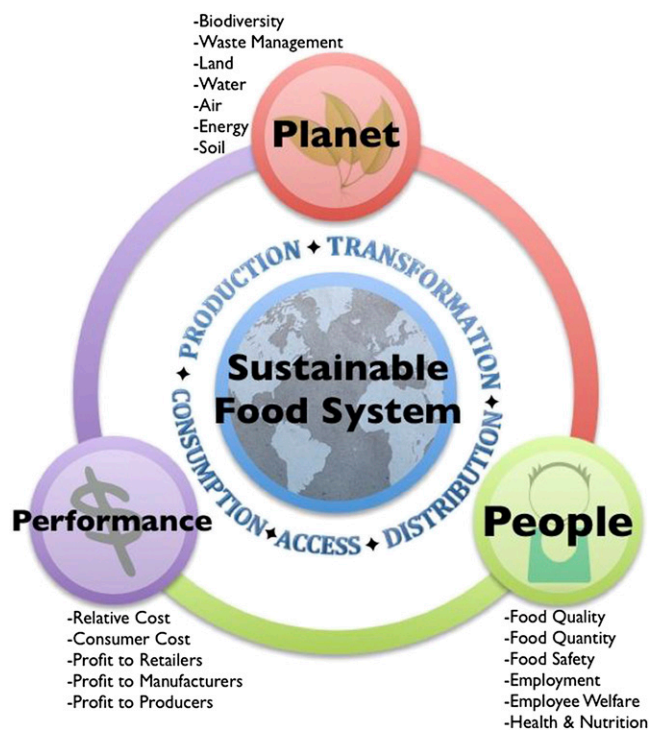 -Biodiversity
-Waste Management
-Land
-Water
-Air
-Energy
-Soil
Planet
PRODUCTION ✦ TRANSFORMATION ✦ DISTRIBUTION ✦ ACCESS ✦ CONSUMPTION ✦
Sustainable
Food System
Performance
-Relative Cost
-Consumer Cost
-Profit to Retailers
-Profit to Manufacturers
-Profit to Producers
People
-Food Quality
-Food Quantity
-Food Safety
-Employment
-Employee Welfare
-Health & Nutrition